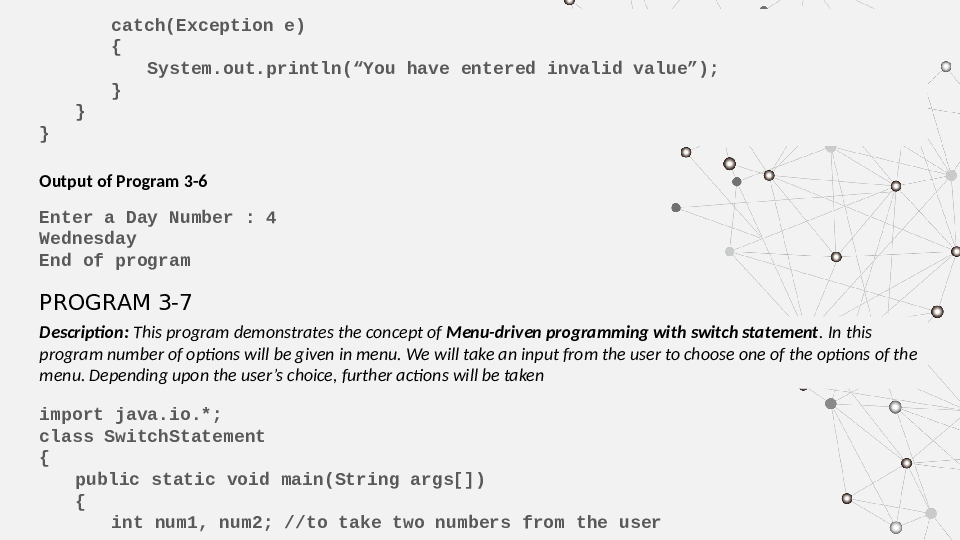 catch(Exception e)
{
System.out.println(“You have entered invalid value”);
}
}
}
Output of Program 3-6
Enter a Day Number : 4
Wednesday
End of program
PROGRAM 3-7
Description: This program demonstrates the concept of Menu-driven programming with switch statement. In this
program number of options will be given in menu. We will take an input from the user to choose one of the options of the
menu. Depending upon the user’s choice, further actions will be taken
import java.io.*;
class SwitchStatement
{
public static void main(String args[])
{
int num1, num2; //to take two numbers from the user